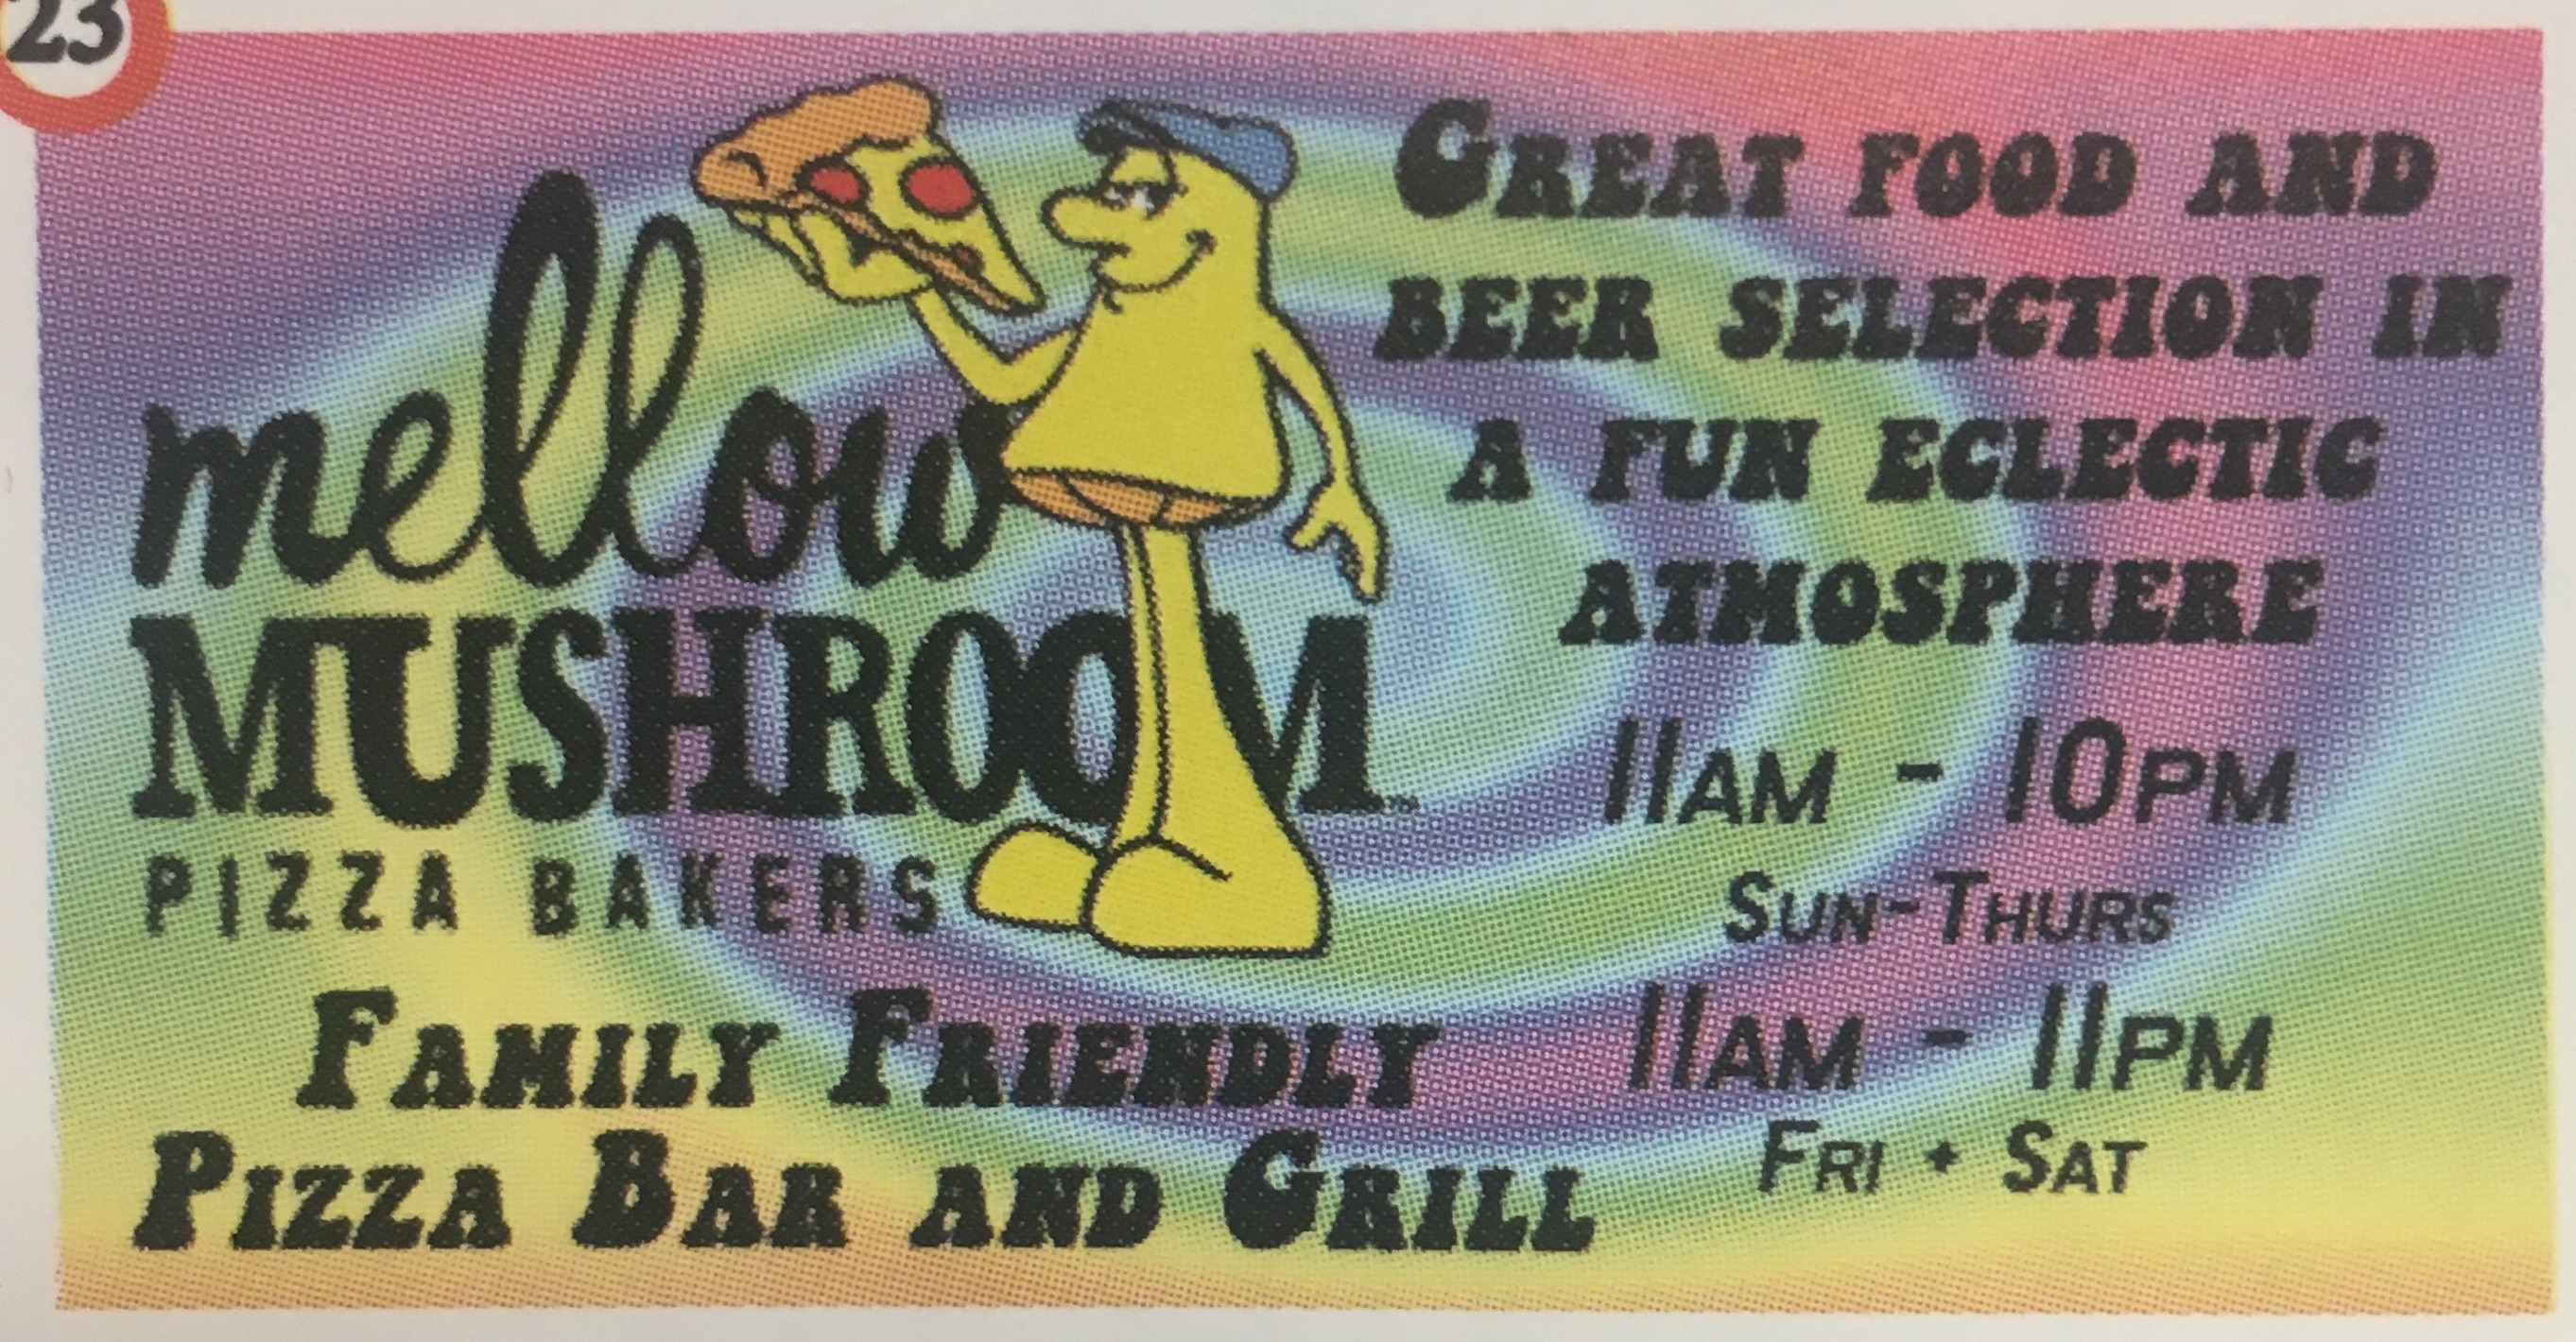 23
mellow
MUSHROOM™
PIZZA BAKERS
FAMILY FRIENDLY
PIZZA BAR AND GRILL
GREAT FOOD AND
BEER SELECTION IN
A FUN ECLECTIC
ATMOSPHERE
11AM - 10PM
SUN-THURS
11AM - 11PM
FRI + SAT